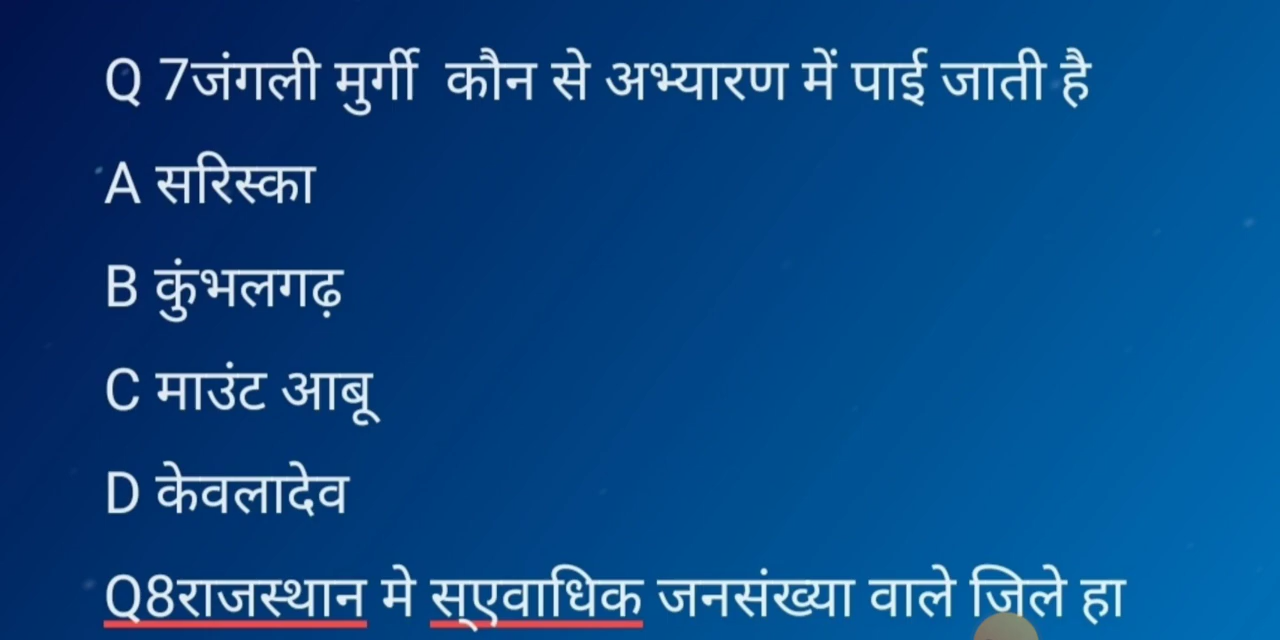 Q 7जंगली मुर्गी कौन से अभ्यारण में पाई जाती है
A सरिस्का
B कुंभलगढ़
C माउंट आबू
D केवलादेव
Q8राजस्थान मे स्एवाधिक जनसंख्या वाले जिले हा